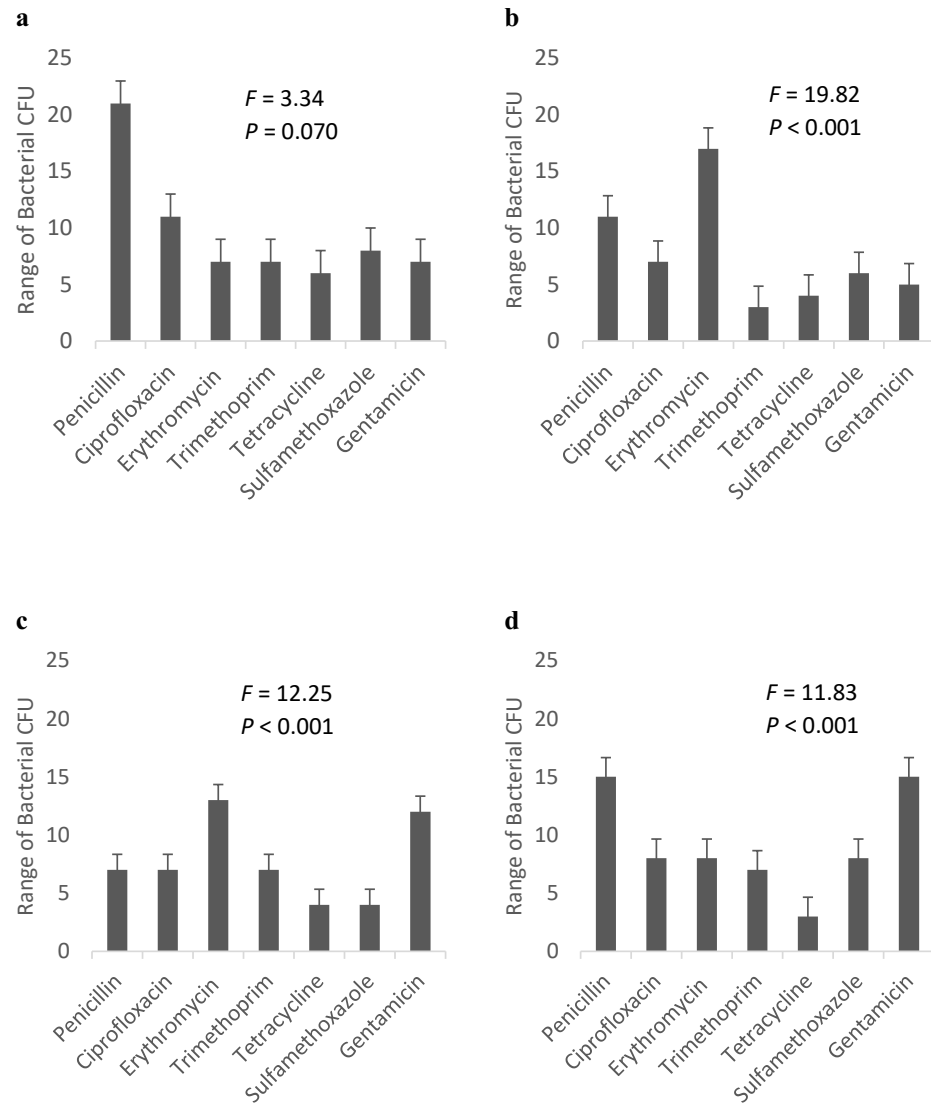 a
Range of Bacterial CFU
25
20
15
10
5
0
F = 3.34
P = 0.070
Penicillin
Ciprofloxacin
Erythromycin
Trimethoprim
Tetracycline
Sulfamethoxazole
Gentamicin
b
Range of Bacterial CFU
25
20
15
10
5
0
F = 19.82
P < 0.001
Penicillin
Ciprofloxacin
Erythromycin
Trimethoprim
Tetracycline
Sulfamethoxazole
Gentamicin
c
Range of Bacterial CFU
25
20
15
10
5
0
F = 12.25
P < 0.001
Penicillin
Ciprofloxacin
Erythromycin
Trimethoprim
Tetracycline
Sulfamethoxazole
Gentamicin
d
Range of Bacterial CFU
25
20
15
10
5
0
F = 11.83
P < 0.001
Penicillin
Ciprofloxacin
Erythromycin
Trimethoprim
Tetracycline
Sulfamethoxazole
Gentamicin